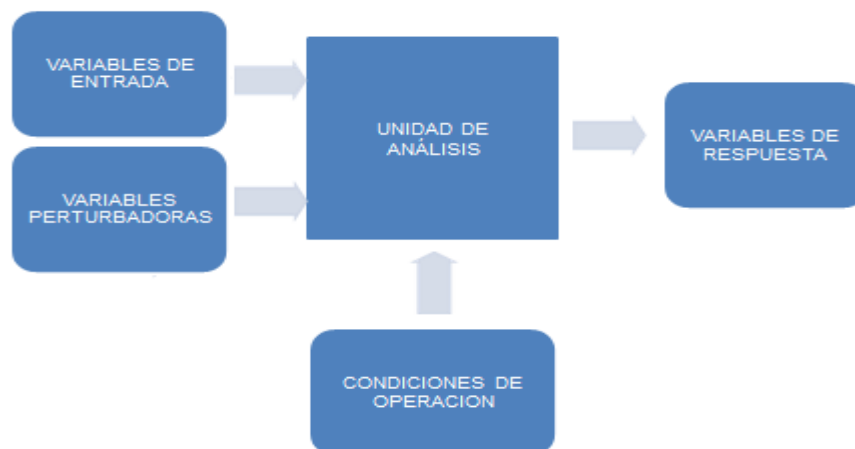 VARIABLES DE
ENTRADA
VARIABLES
PERTURBADORAS
UNIDAD DE
ANÁLISIS
VARIABLES DE
RESPUESTA
CONDICIONES DE
OPERACION